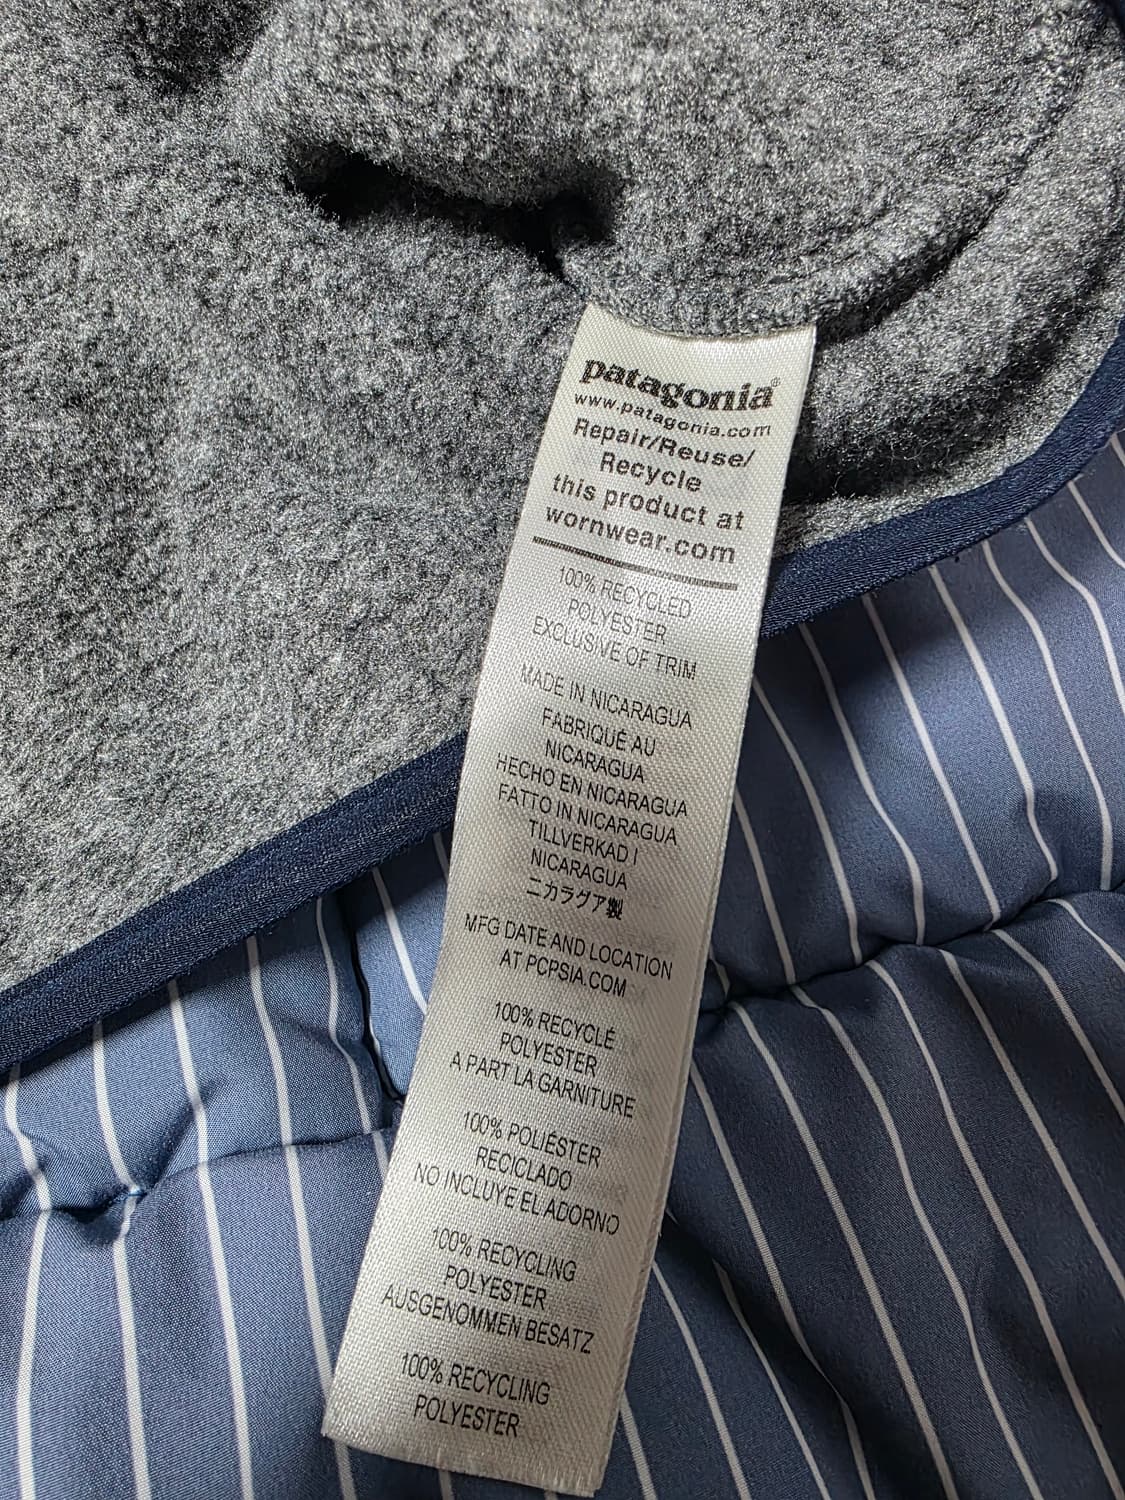 patagonia®
www.patagonia.com
Repair/Reuse/
Recycle
this product at
wornwear.com
100% RECYCLED
POLYESTER
EXCLUSIVE OF TRIM
MADE IN NICARAGUA
FABRIQUÉ AU
NICARAGUA
HECHO EN NICARAGUA
FATTO IN NICARAGUA
TILLVERKAD I
NICARAGUA
ニカラグア製
MFG DATE AND LOCATION
AT PCPSIA.COM
100% RECYCLÉ
POLYESTER
A PART LA GARNITURE
100% POLIÉSTER
RECICLADO
NO INCLUYE EL ADORNO
100% RECYCLING
POLYESTER
AUSGENOMMEN BESATZ
100% RECYCLING
POLYESTER